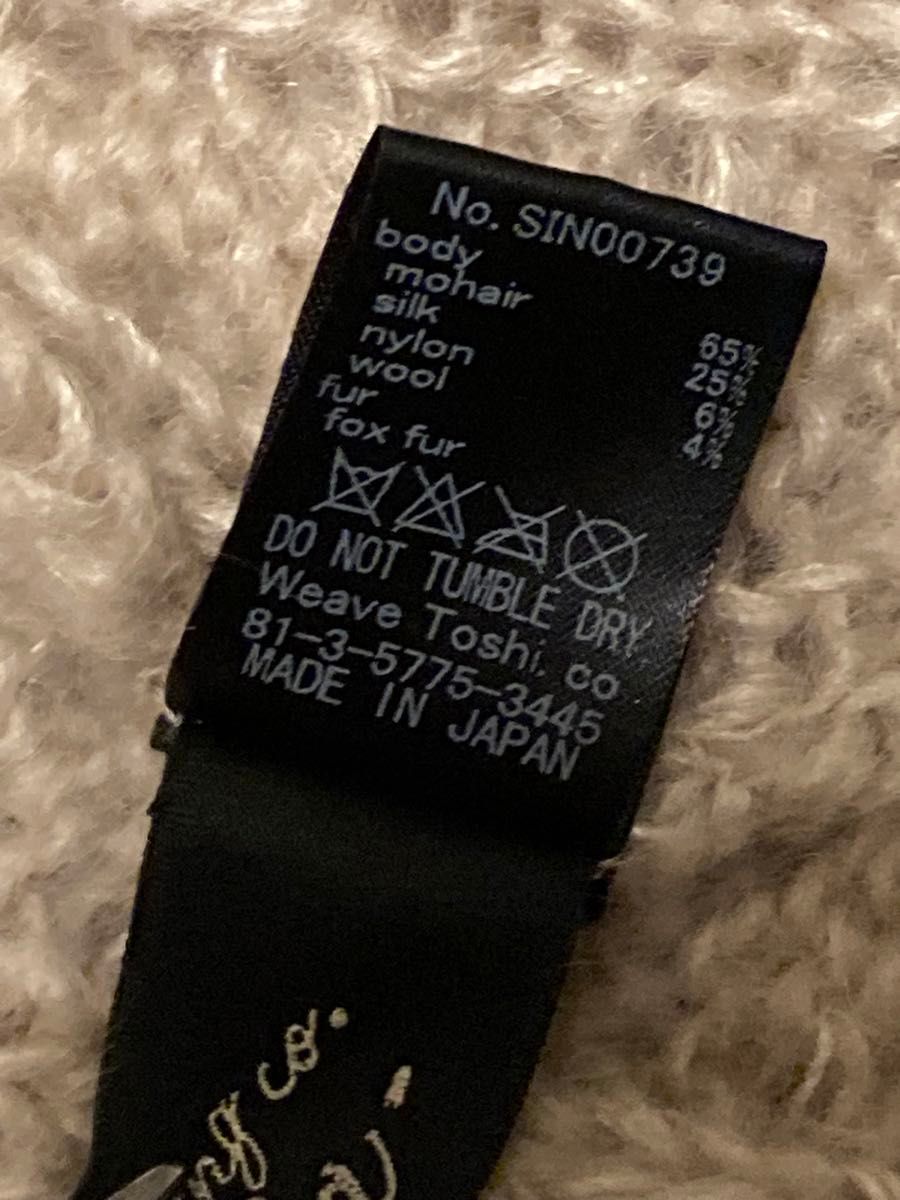 No. SIN00739
body
mohair 65%
silk 25%
nylon 6%
wool 4%
fur
fox fur
DO NOT TUMBLE DRY
Weave Toshi, co
81-3-5775-3445
MADE IN JAPAN
co.